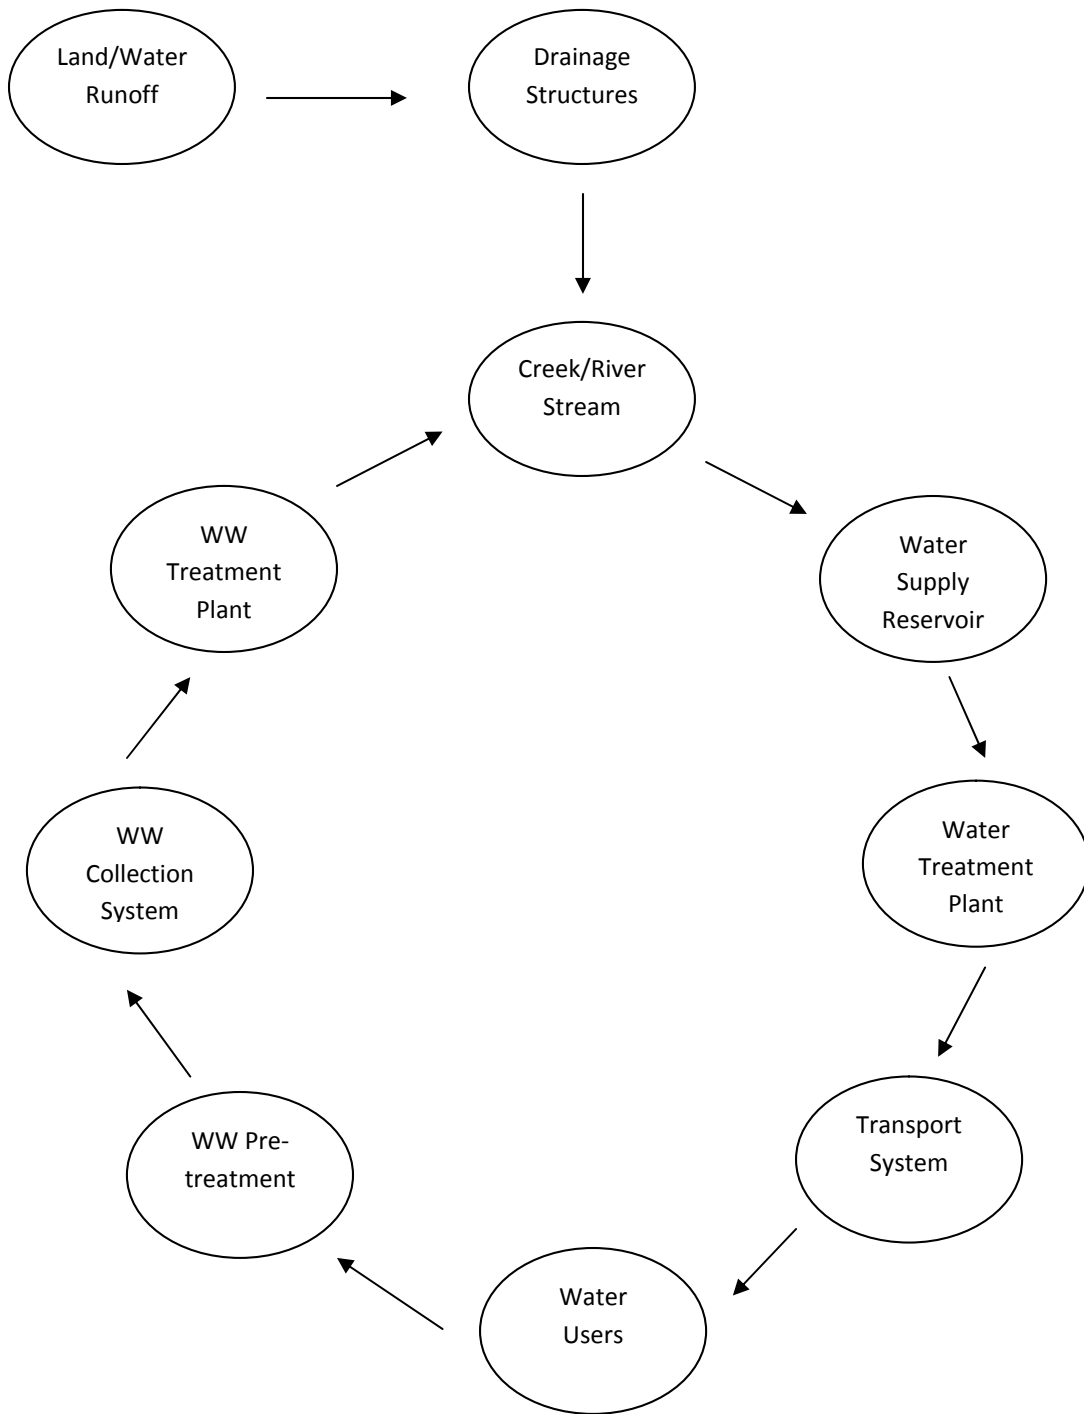 Land/Water
Runoff
Drainage
Structures
Creek/River
Stream
WW
Treatment
Plant
Water
Supply
Reservoir
WW
Collection
System
Water
Treatment
Plant
WW Pre-
treatment
Transport
System
Water
Users